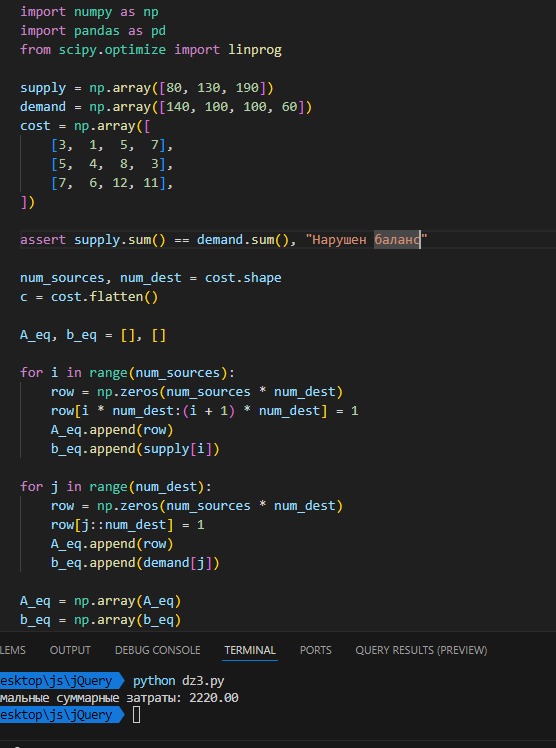 import numpy as np
import pandas as pd
from scipy.optimize import linprog
supply = np.array([80, 130, 190])
demand = np.array([140, 100, 100, 60])
cost = np.array([
    [3,  1,  5,  7],
    [5,  4,  8,  3],
    [7,  6, 12, 11],
])
assert supply.sum() == demand.sum(), "Нарушен баланс"
num_sources, num_dest = cost.shape
c = cost.flatten()
A_eq, b_eq = [], []
for i in range(num_sources):
    row = np.zeros(num_sources * num_dest)
    row[i * num_dest:(i + 1) * num_dest] = 1
    A_eq.append(row)
    b_eq.append(supply[i])
for j in range(num_dest):
    row = np.zeros(num_sources * num_dest)
    row[j::num_dest] = 1
    A_eq.append(row)
    b_eq.append(demand[j])
A_eq = np.array(A_eq)
b_eq = np.array(b_eq)
LEMS OUTPUT DEBUG CONSOLE TERMINAL PORTS QUERY RESULTS (PREVIEW)
esktop\js\jQuery python dz3.py
мальные суммарные затраты: 2220.00
esktop\js\jQuery